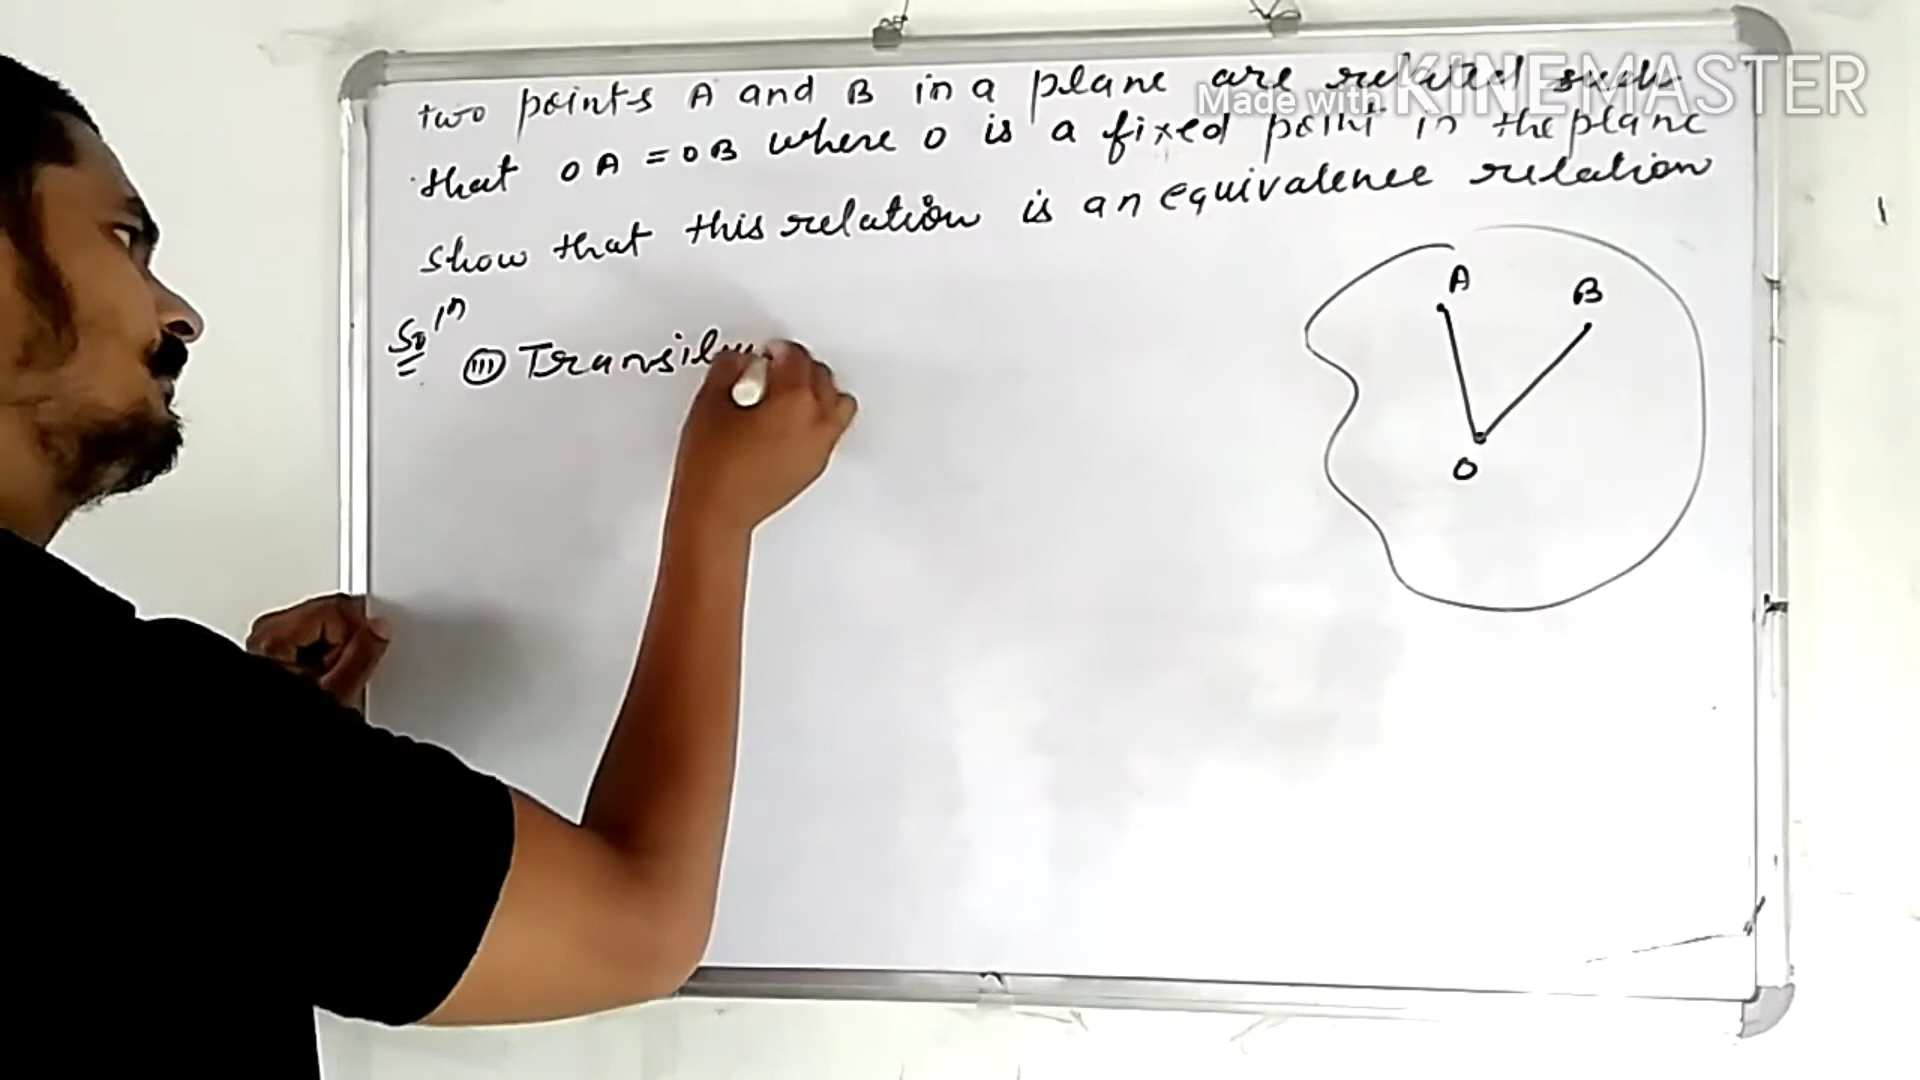 two points A and B in a plane are related such
that OA = OB where O is a fixed point in the plane
show that this relation is an equivalence relation
Soln
(iii)
A
B
O
Made with KINEMASTER